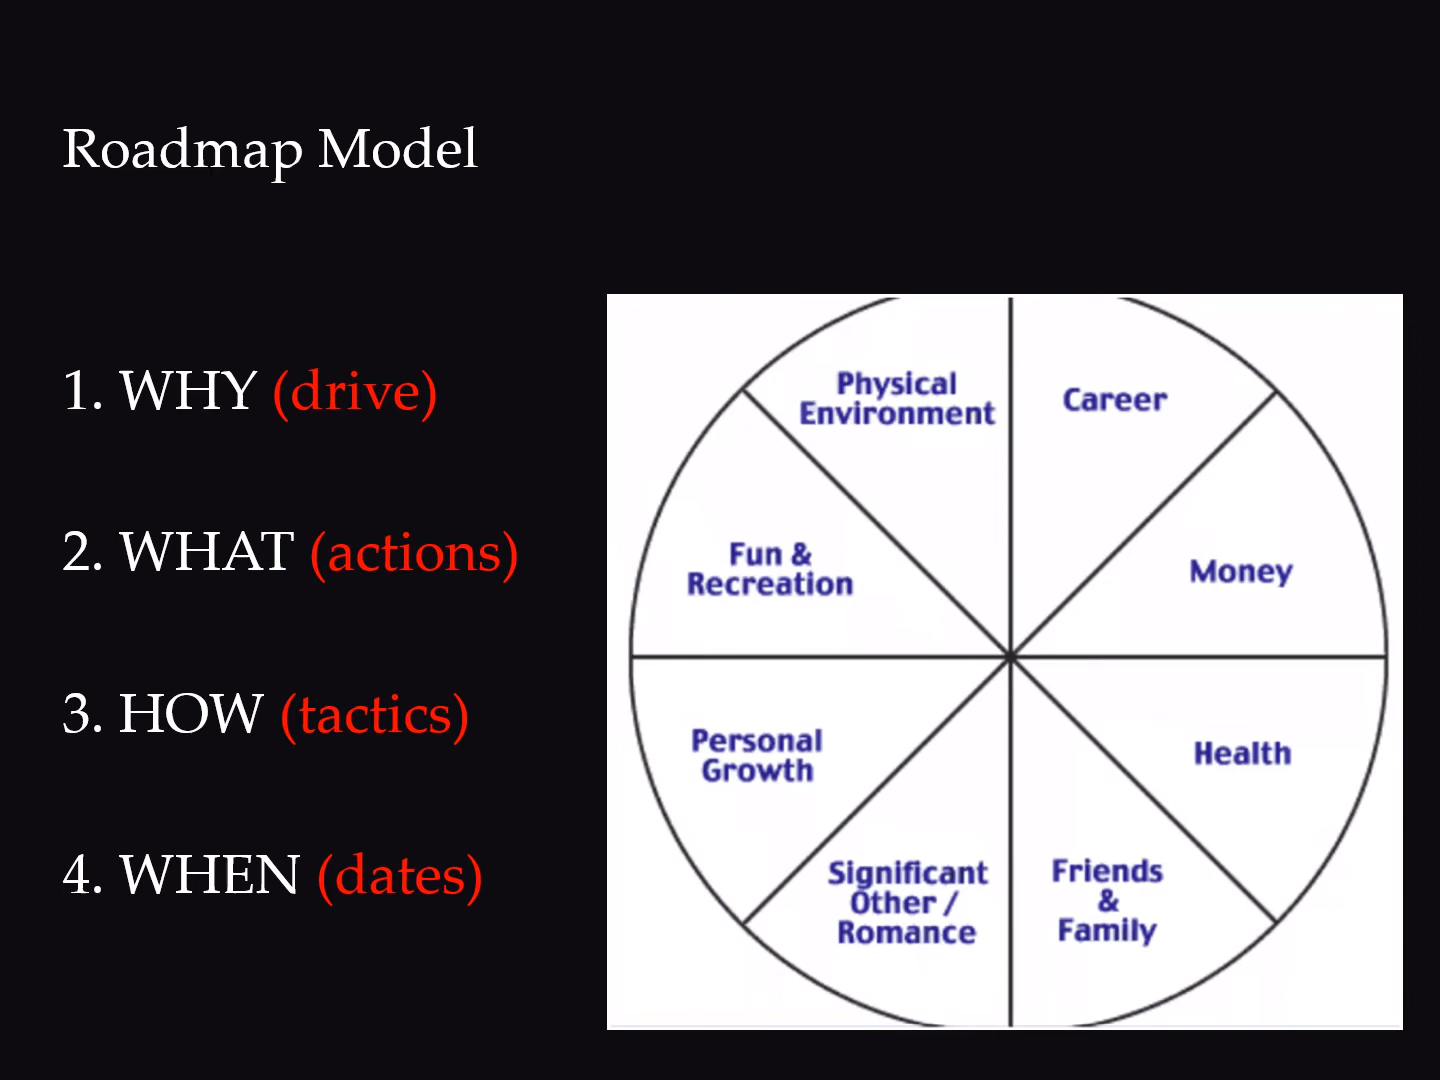 Roadmap Model
1. WHY (drive)
2. WHAT (actions)
3. HOW (tactics)
4. WHEN (dates)
Physical
Environment
Career
Fun &
Recreation
Money
Personal
Growth
Health
Significant
Other /
Romance
Friends
&
Family